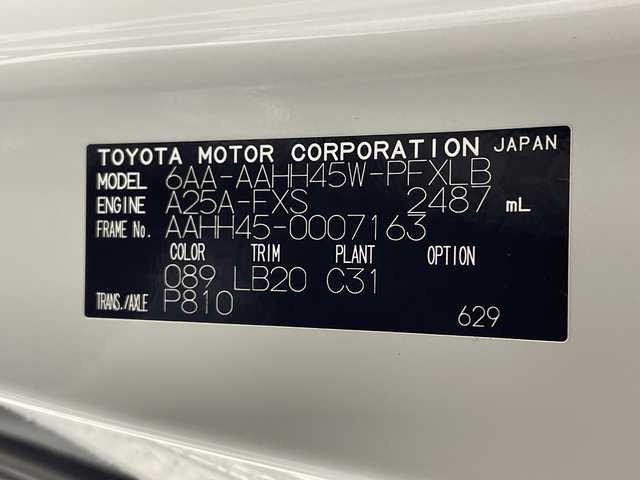 TOYOTA MOTOR CORPORATION JAPAN
MODEL 6AA-AAHH45W-PFXLB
ENGINE A25A-FXS 2487 mL
FRAME No. AAHH45-0007163
COLOR TRIM PLANT OPTION
089 LB20 C31
TRANS./AXLE P810
629